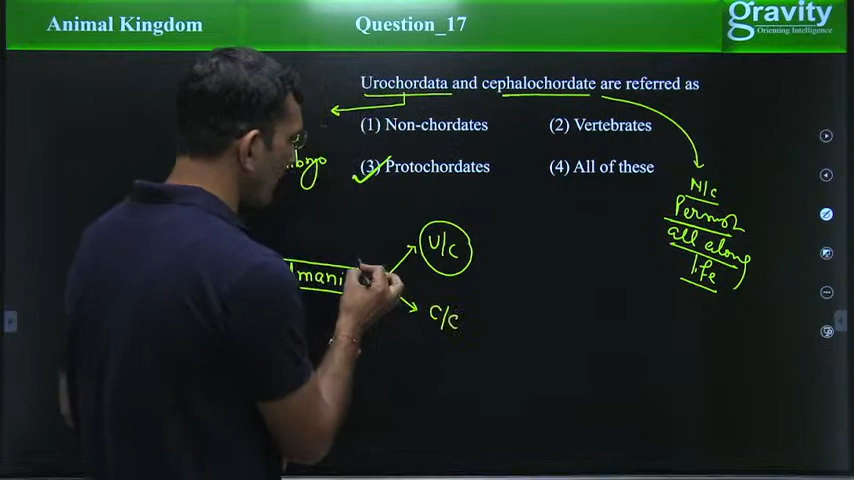 Animal Kingdom
Question_17
gravity
Orienting Intelligence
Urochordata and cephalochordate are referred as
(1) Non-chordates
(2) Vertebrates
(3) Protochordates
(4) All of these
N/c
all along
life
U/C
C/C